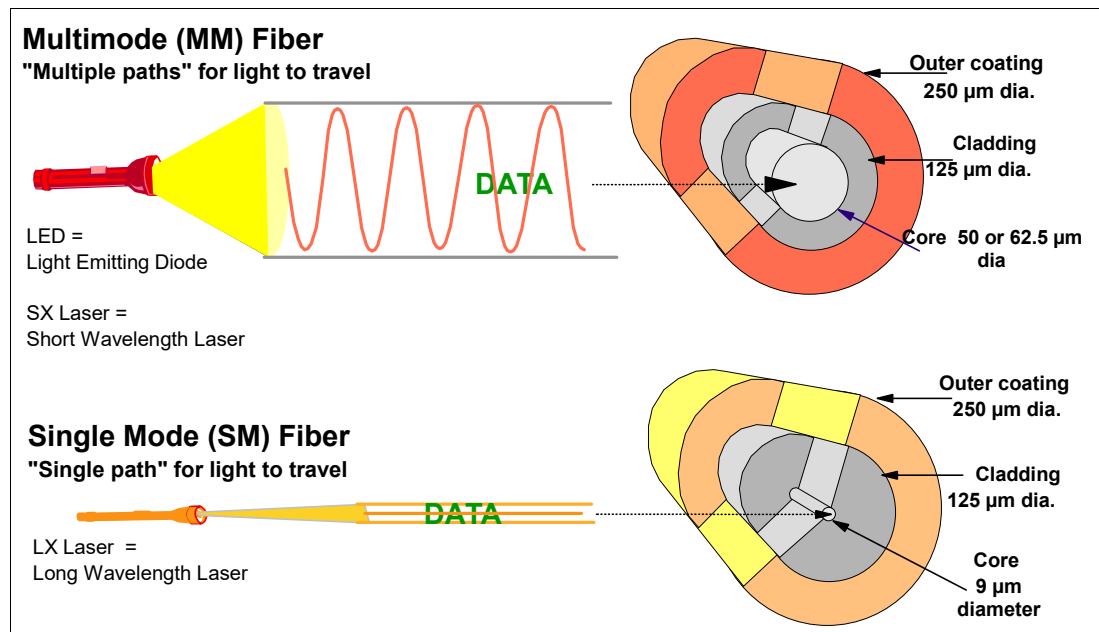 Multimode (MM) Fiber
"Multiple paths" for light to travel
DATA
LED =
Light Emitting Diode
SX Laser =
Short Wavelength Laser
Outer coating
250 µm dia.
Cladding
125 µm dia.
Core 50 or 62.5 µm
dia
Single Mode (SM) Fiber
"Single path" for light to travel
DATA
LX Laser =
Long Wavelength Laser
Outer coating
250 µm dia.
Cladding
125 µm dia.
Core
9 µm
diameter